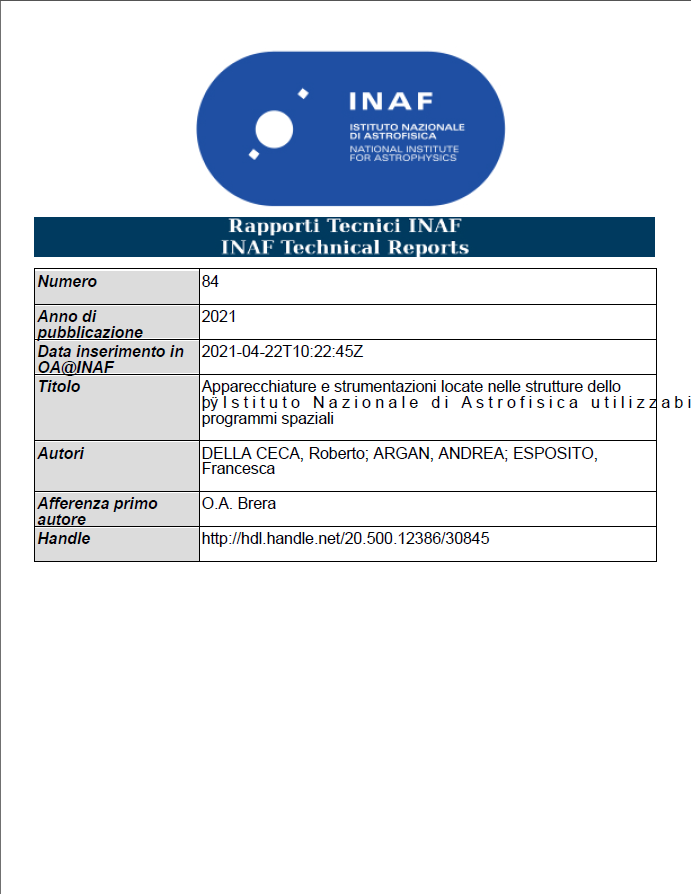 INAF
ISTITUTO NAZIONALE
DI ASTROFISICA
NATIONAL INSTITUTE
FOR ASTROPHYSICS
Rapporti Tecnici INAF
INAF Technical Reports
Numero 84
Anno di 2021
pubblicazione
Data inserimento in 2021-04-22T10:22:45Z
OA@INAF
Titolo Apparecchiature e strumentazioni locate nelle strutture dello
þÿIstituto Nazionale di Astrofisica utilizzabi
programmi spaziali
Autori DELLA CECA, Roberto; ARGAN, ANDREA; ESPOSITO,
Francesca
Afferenza primo O.A. Brera
autore
Handle http://hdl.handle.net/20.500.12386/30845